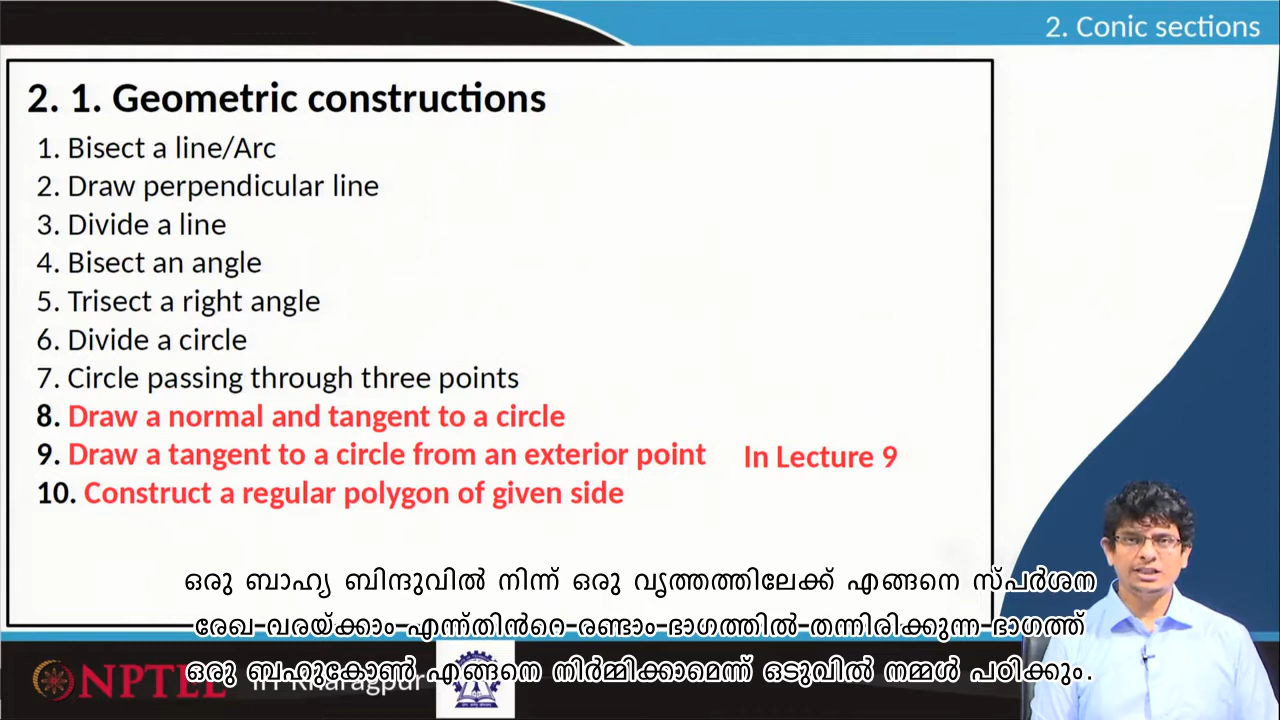 2. Conic sections
2. 1. Geometric constructions
1. Bisect a line/Arc
2. Draw perpendicular line
3. Divide a line
4. Bisect an angle
5. Trisect a right angle
6. Divide a circle
7. Circle passing through three points
8. Draw a normal and tangent to a circle
9. Draw a tangent to a circle from an exterior point In Lecture 9
10. Construct a regular polygon of given side
ഒരു ബാഹ്യ ബിന്ദുവിൽ നിന്ന് ഒരു വൃത്തത്തിലേക്ക് എങ്ങനെ സ്പർശന
രേഖ വരയ്ക്കാം എന്ന്തിൻറെ രണ്ടാം ഭാഗത്തിൽ തന്നിരിക്കുന്ന ഭാഗത്ത്
ഒരു ബഹുകോൺ എങ്ങനെ നിർമ്മിക്കാമെന്ന് ഒടുവിൽ നമ്മൾ പഠിക്കും.
NPTEL IIT Kharagpur